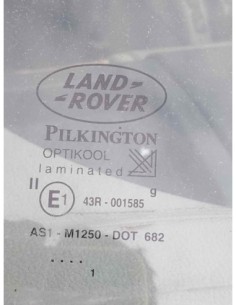 LAND-
-ROVER
PILKINGTON
OPTIKOOL
laminated
II g
E1 43R - 001585
AS1 - M1250 - DOT 682
. . . .
1